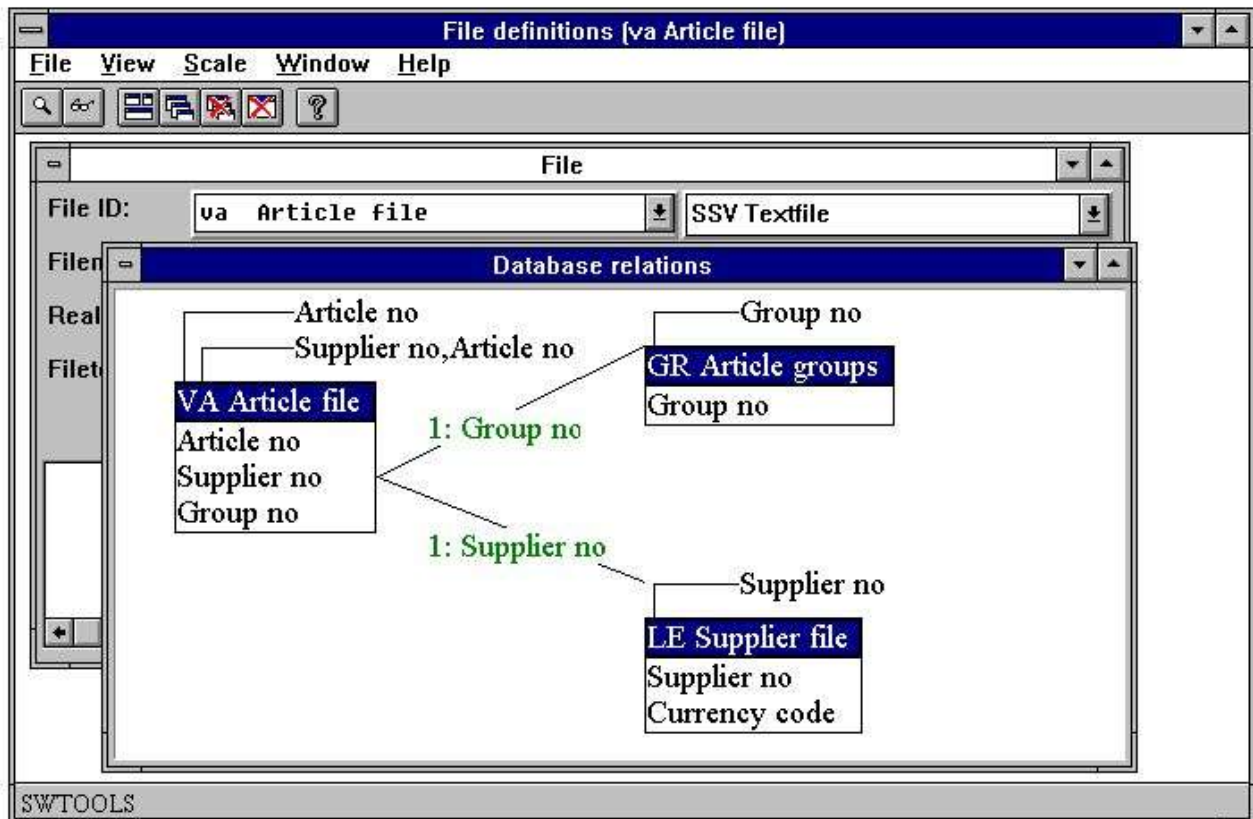 File definitions (va Article file)
File View Scale Window Help
File
File ID: va Article file SSV Textfile
Database relations
Article no
Supplier no,Article no
VA Article file
Article no
Supplier no
Group no
1: Group no
1: Supplier no
Group no
GR Article groups
Group no
Supplier no
LE Supplier file
Supplier no
Currency code
Real
SWTOOLS